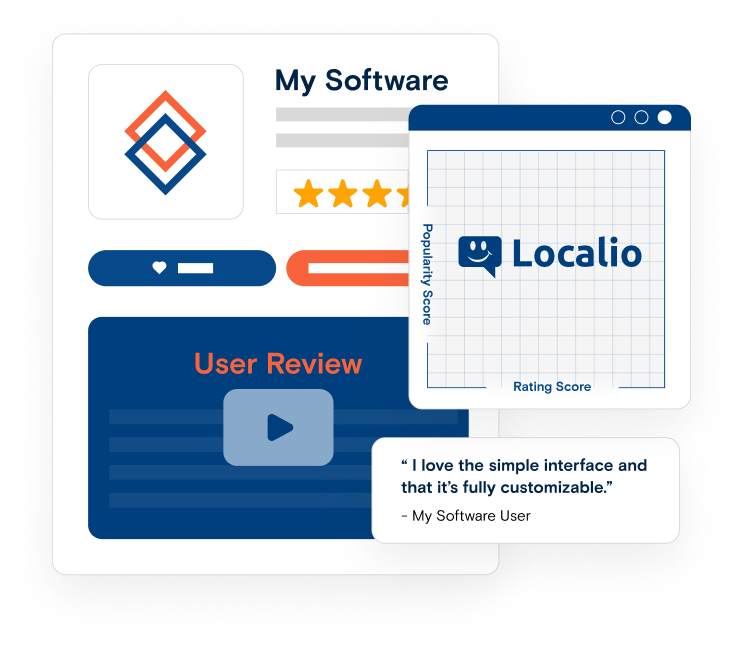 My Software
Popularity Score
Localio
Rating Score
User Review
“ I love the simple interface and
that it’s fully customizable.”
- My Software User